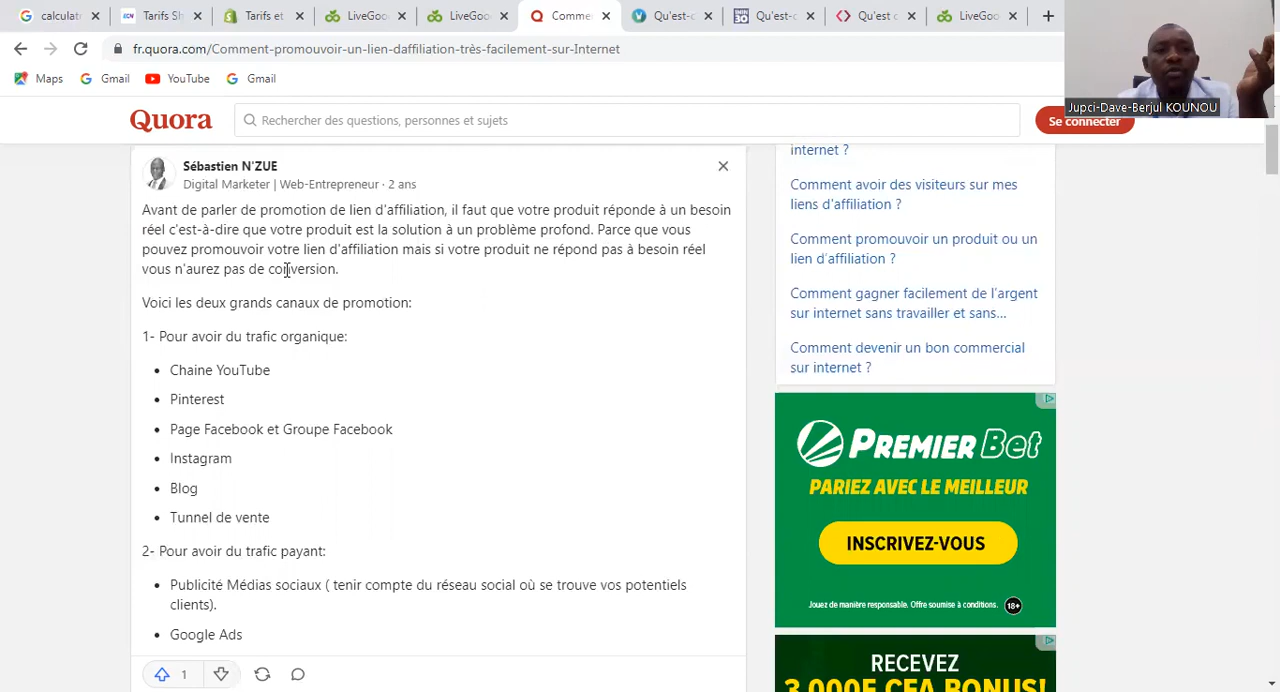 calculat
Tarifs Sh
Tarifs et
LiveGoo
LiveGoo
Comme
Qu'est-c
Qu'est-c
Qu'est c
LiveGoo
fr.quora.com/Comment-promouvoir-un-lien-daffiliation-très-facilement-sur-Internet
Maps
Gmail
YouTube
Gmail
Jupci-Dave-Berjul KOUNOU
Quora
Rechercher des questions, personnes et sujets
Se connecter
Sébastien N'ZUE
Digital Marketer | Web-Entrepreneur · 2 ans
Avant de parler de promotion de lien d'affiliation, il faut que votre produit réponde à un besoin
réel c'est-à-dire que votre produit est la solution à un problème profond. Parce que vous
pouvez promouvoir votre lien d'affiliation mais si votre produit ne répond pas à besoin réel
vous n'aurez pas de conversion.
Voici les deux grands canaux de promotion:
1- Pour avoir du trafic organique:
• Chaine YouTube
• Pinterest
• Page Facebook et Groupe Facebook
• Instagram
• Blog
• Tunnel de vente
2- Pour avoir du trafic payant:
• Publicité Médias sociaux ( tenir compte du réseau social où se trouve vos potentiels
clients).
• Google Ads
1
internet ?
Comment avoir des visiteurs sur mes
liens d'affiliation ?
Comment promouvoir un produit ou un
lien d'affiliation ?
Comment gagner facilement de l'argent
sur internet sans travailler et sans...
Comment devenir un bon commercial
sur internet ?
PREMIER Bet
PARIEZ AVEC LE MEILLEUR
INSCRIVEZ-VOUS
Jouez de manière responsable. Offre soumise à conditions. 18+
RECEVEZ
3 000F CFA BONUS!